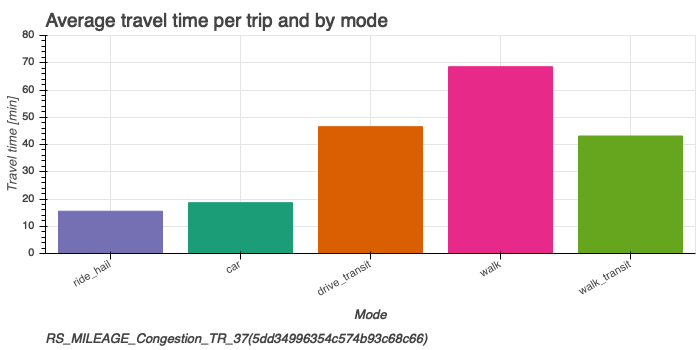 Average travel time per trip and by mode
Travel time [min]
80
70
60
50
40
30
20
10
0
ride_hail
car
drive_transit
walk
walk_transit
Mode
RS_MILEAGE_Congestion_TR_37(5dd34996354c574b93c68c66)